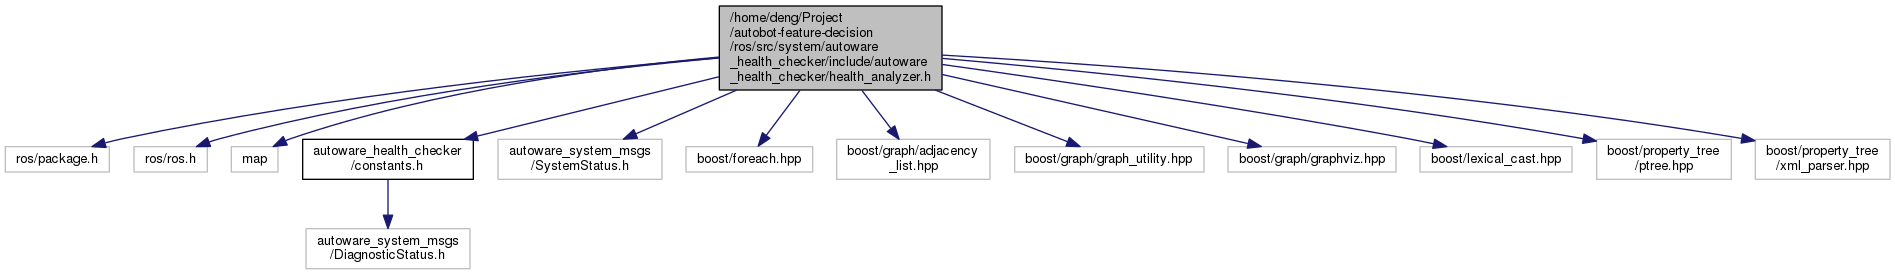 /home/deng/Project
/autobot-feature-decision
/ros/src/system/autoware
_health_checker/include/autoware
_health_checker/health_analyzer.h
ros/package.h
ros/ros.h
map
autoware_health_checker
/constants.h
autoware_system_msgs
/SystemStatus.h
boost/foreach.hpp
boost/graph/adjacency
_list.hpp
boost/graph/graph_utility.hpp
boost/graph/graphviz.hpp
boost/lexical_cast.hpp
boost/property_tree
/ptree.hpp
boost/property_tree
/xml_parser.hpp
autoware_system_msgs
/DiagnosticStatus.h